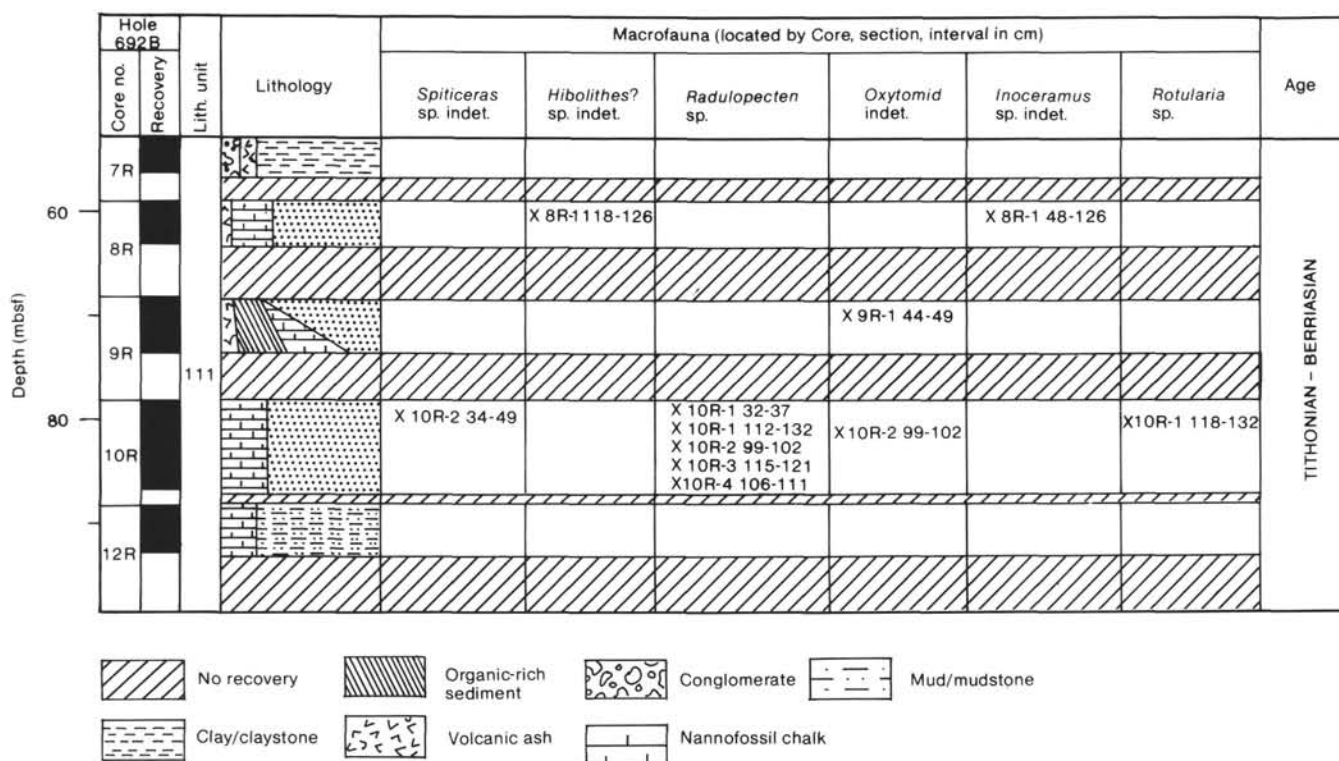 Hole
692B
Macrofauna (located by Core, section, interval in cm)
Core no.
Recovery
Lith. unit
Lithology
Spiticeras
sp. indet.
Hibolithes?
sp. indet.
Radulopecten
sp.
Oxytomid
indet.
Inoceramus
sp. indet.
Rotularia
sp.
Age
Depth (mbsf)
7R
60
8R
X 8R-1 118-126
X 8R-1 48-126
9R
X 9R-1 44-49
111
80
10R
X 10R-2 34-49
X 10R-1 32-37
X 10R-1 112-132
X 10R-2 99-102
X 10R-3 115-121
X10R-4 106-111
X 10R-2 99-102
X10R-1 118-132
12R
TITHONIAN – BERRIASIAN
No recovery
Organic-rich
sediment
Conglomerate
Mud/mudstone
Clay/claystone
Volcanic ash
Nannofossil chalk